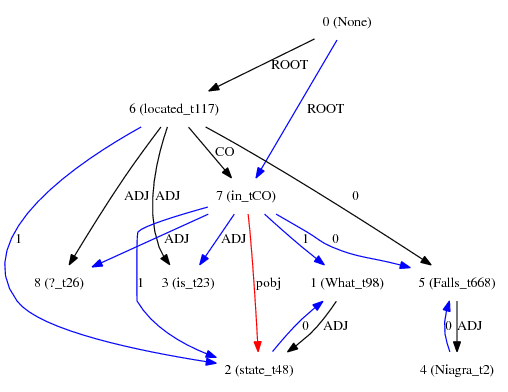 0 (None)
ROOT
6 (located_t117)
ROOT
CO
7 (in_tCO)
ADJ ADJ 0
1 ADJ ADJ 1 0
8 (?_t26) 3 (is_t23) 1 pobj 1 (What_t98) 5 (Falls_t668)
0 ADJ 0 ADJ
2 (state_t48) 4 (Niagra_t2)